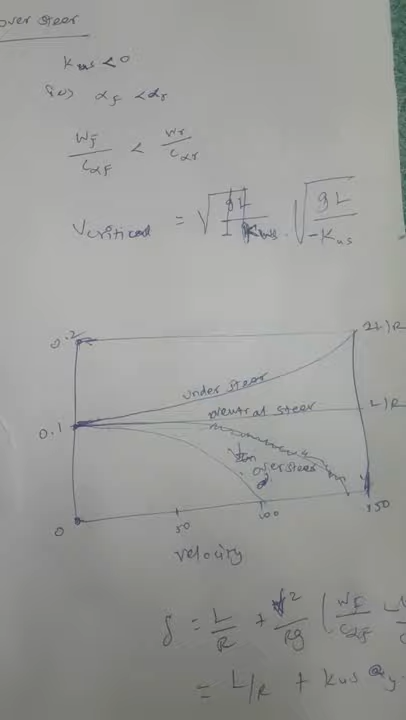 over steer
Kus < 0
αf < αr
Wf/Cαf < Wr/Cαr
Vcritical = √(gL/-Kus)
0.2
2L/R
under steer
neutral steer
L/R
0.1
over steer
0
50
100
150
velocity
δ = L/R + V²/Rg (Wf/Cαf
= L/R + Kus ay